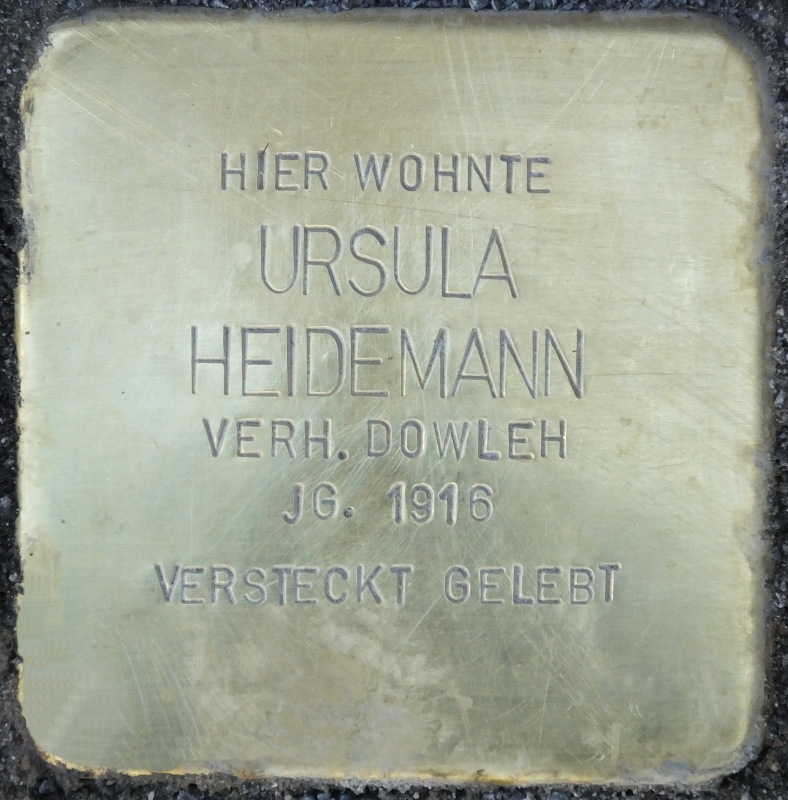 HIER WOHNTE
URSULA
HEIDEMANN
VERH. DOWLEH
JG. 1916
VERSTECKT GELEBT